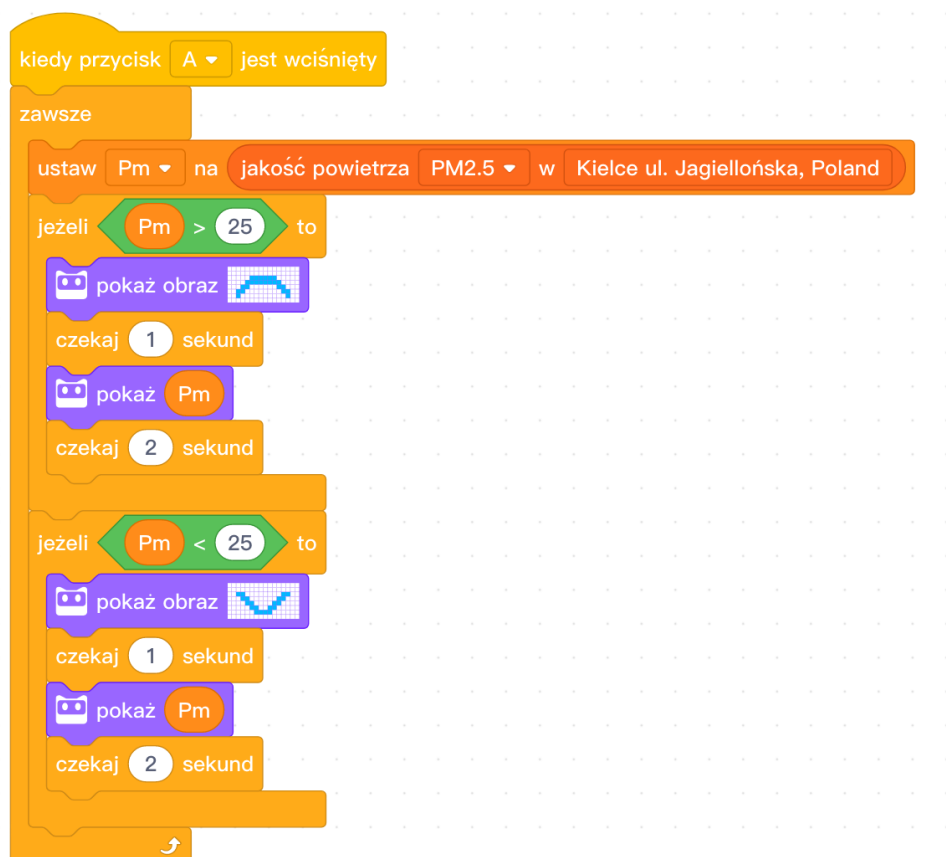 kiedy przycisk A jest wciśnięty
zawsze
ustaw Pm na jakość powietrza PM2.5 w Kielce ul. Jagiellońska, Poland
jeżeli Pm > 25 to
pokaż obraz
czekaj 1 sekund
pokaż Pm
czekaj 2 sekund
jeżeli Pm < 25 to
pokaż obraz
czekaj 1 sekund
pokaż Pm
czekaj 2 sekund